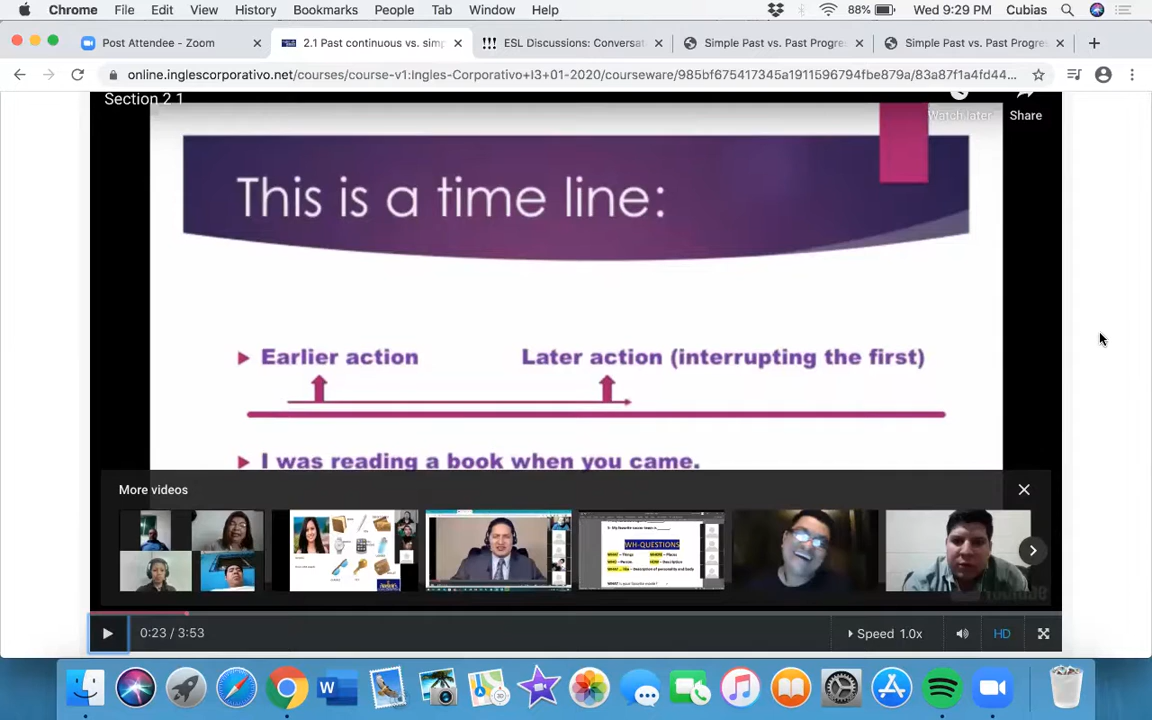 Chrome File Edit View History Bookmarks People Tab Window Help 88% Wed 9:29 PM Cubias
Post Attendee - Zoom 2.1 Past continuous vs. sim ESL Discussions: Conversat Simple Past vs. Past Progre Simple Past vs. Past Progre
online.inglescorporativo.net/courses/course-v1:Ingles-Corporativo+I3+01-2020/courseware/985bf675417345a1911596794fbe879a/83a87f1a4fd44...
Section 2 1
Watch later Share
This is a time line:
Earlier action Later action (interrupting the first)
I was reading a book when you came.
More videos
WH-QUESTIONS
0:23 / 3:53 Speed 1.0x HD